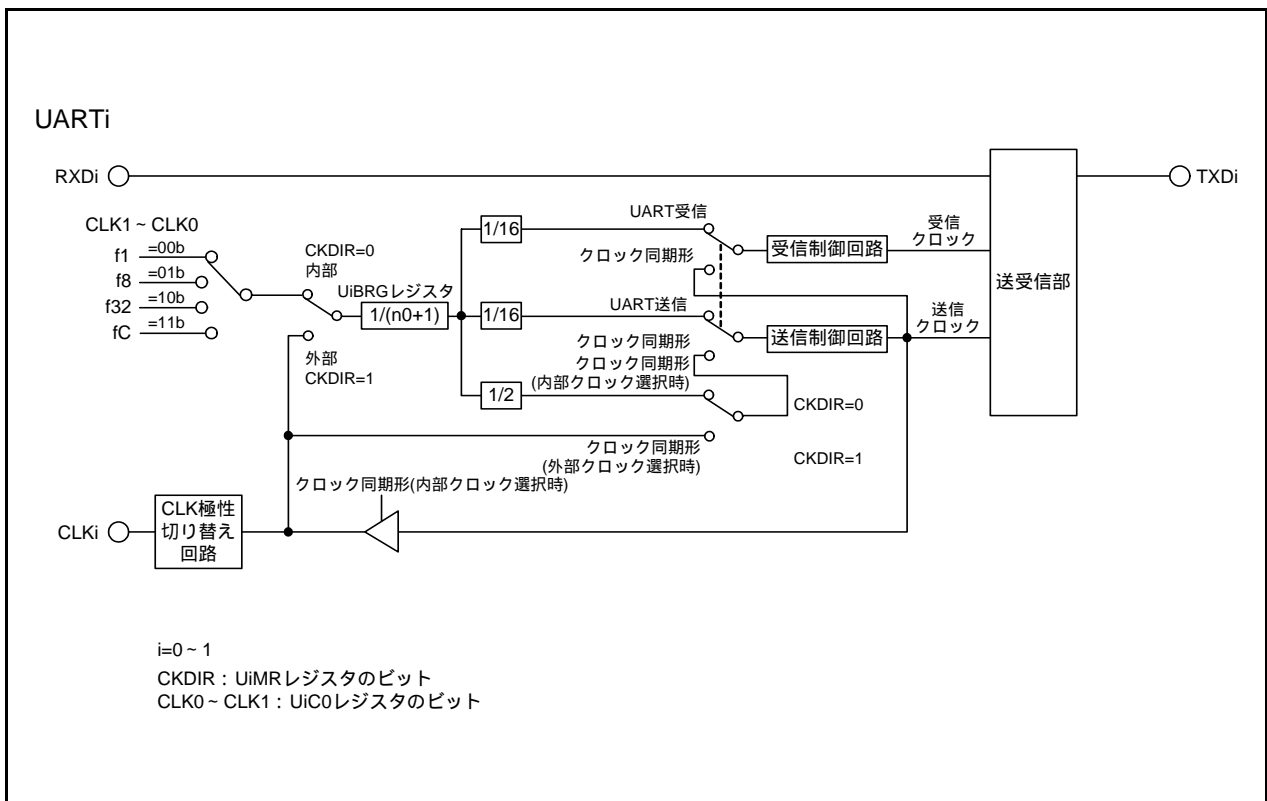 UARTi
RXDi
TXDi
CLK1 ~ CLK0
f1 =00b
f8 =01b
f32 =10b
fC =11b
CKDIR=0
内部
UiBRGレジスタ
1/(n0+1)
外部
CKDIR=1
1/16
UART受信
クロック同期形
受信制御回路
受信
クロック
1/16
UART送信
クロック同期形
送信制御回路
送信
クロック
送受信部
クロック同期形
(内部クロック選択時)
1/2
CKDIR=0
クロック同期形
(外部クロック選択時)
CKDIR=1
クロック同期形(内部クロック選択時)
CLKi
CLK極性
切り替え
回路
i=0 ~ 1
CKDIR : UiMRレジスタのビット
CLK0 ~ CLK1 : UiC0レジスタのビット